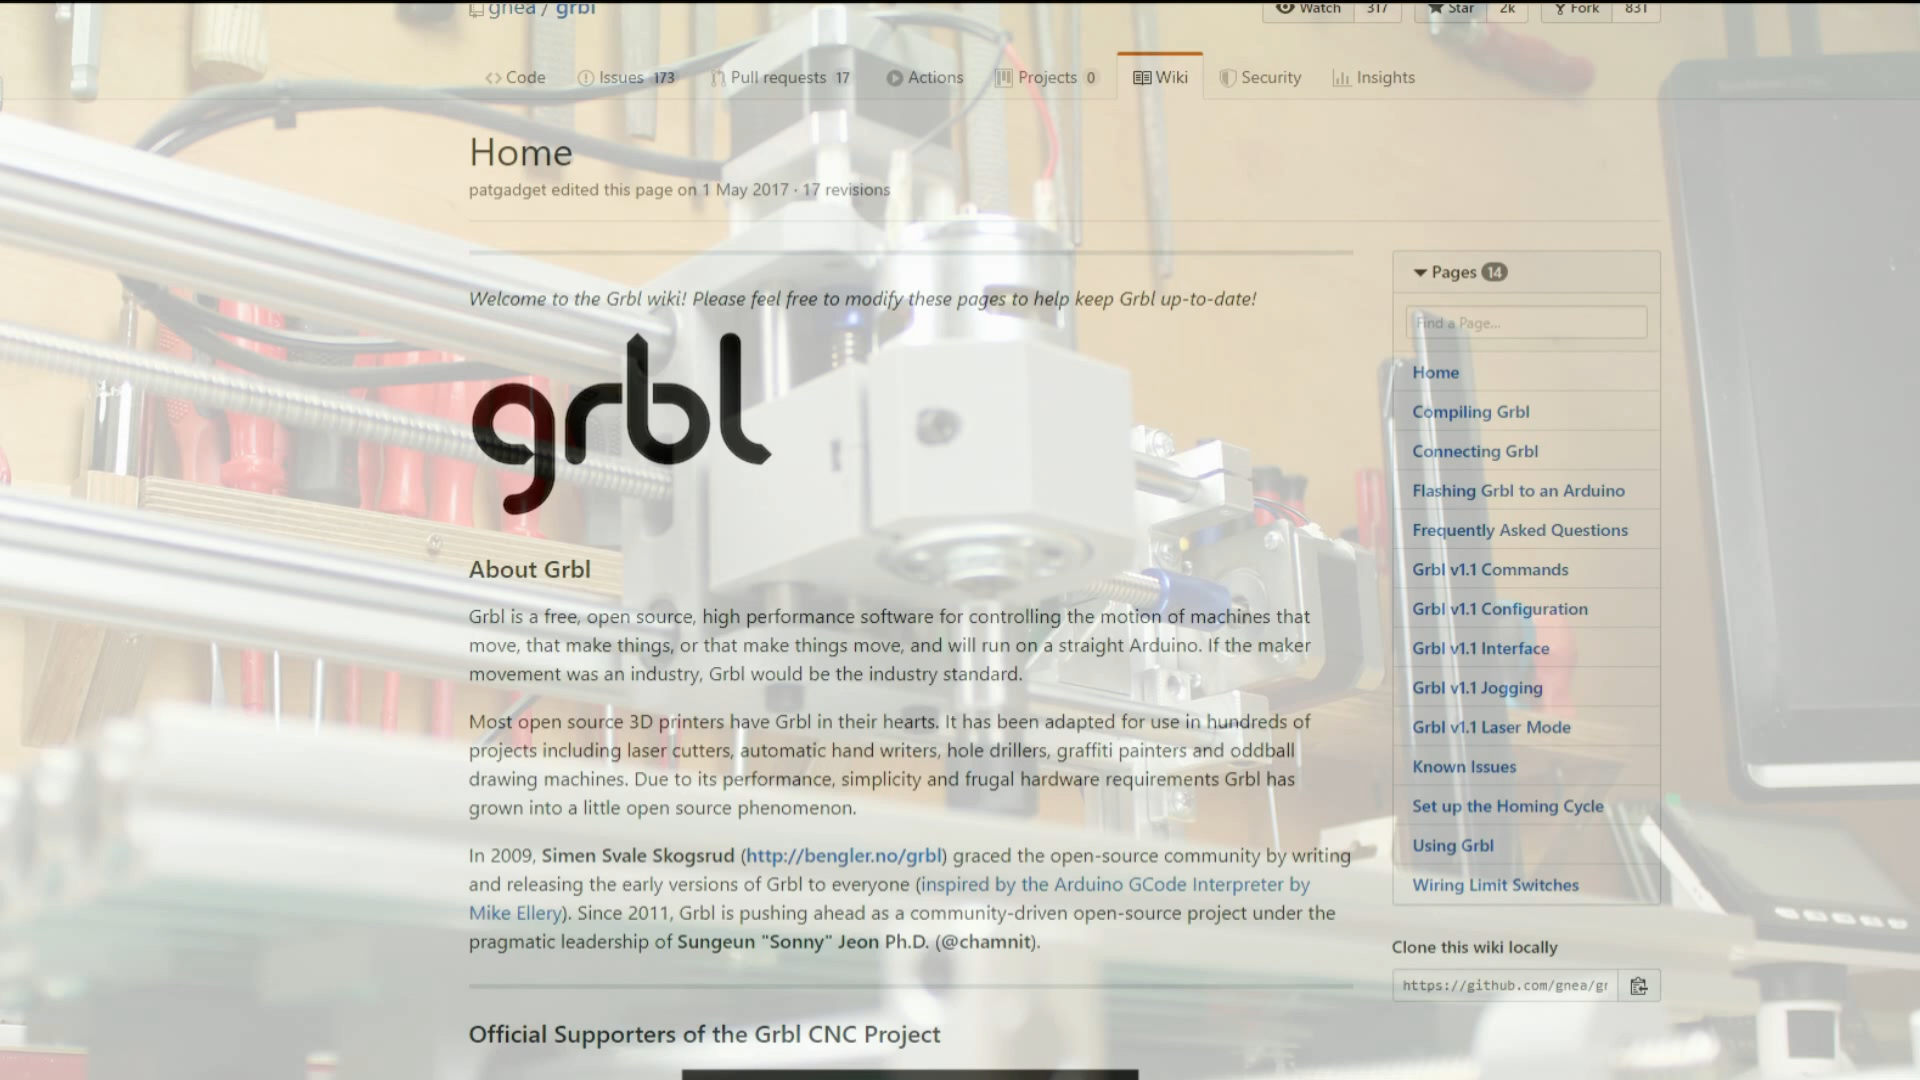 gnea / grbl
Watch 317 Star 2k Fork 831
Code Issues 173 Pull requests 17 Actions Projects 0 Wiki Security Insights
Home
patgadget edited this page on 1 May 2017 · 17 revisions
Welcome to the Grbl wiki! Please feel free to modify these pages to help keep Grbl up-to-date!
grbl
About Grbl
Grbl is a free, open source, high performance software for controlling the motion of machines that
move, that make things, or that make things move, and will run on a straight Arduino. If the maker
movement was an industry, Grbl would be the industry standard.
Most open source 3D printers have Grbl in their hearts. It has been adapted for use in hundreds of
projects including laser cutters, automatic hand writers, hole drillers, graffiti painters and oddball
drawing machines. Due to its performance, simplicity and frugal hardware requirements Grbl has
grown into a little open source phenomenon.
In 2009, Simen Svale Skogsrud (http://bengler.no/grbl) graced the open-source community by writing
and releasing the early versions of Grbl to everyone (inspired by the Arduino GCode Interpreter by
Mike Ellery). Since 2011, Grbl is pushing ahead as a community-driven open-source project under the
pragmatic leadership of Sungeun "Sonny" Jeon Ph.D. (@chamnit).
Official Supporters of the Grbl CNC Project
Pages 14
Find a Page...
Home
Compiling Grbl
Connecting Grbl
Flashing Grbl to an Arduino
Frequently Asked Questions
Grbl v1.1 Commands
Grbl v1.1 Configuration
Grbl v1.1 Interface
Grbl v1.1 Jogging
Grbl v1.1 Laser Mode
Known Issues
Set up the Homing Cycle
Using Grbl
Wiring Limit Switches
Clone this wiki locally
https://github.com/gnea/gr